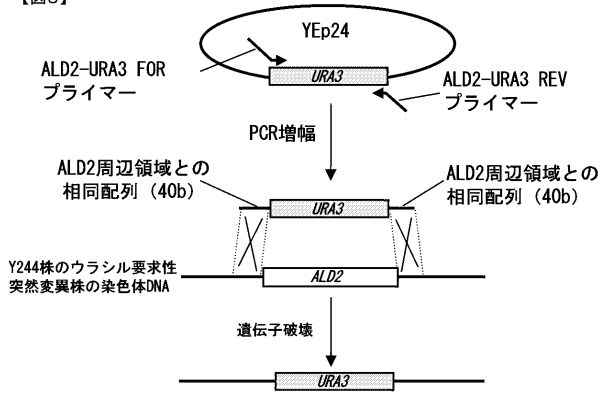 YEp24
ALD2-URA3 FOR
プライマー
URA3
ALD2-URA3 REV
プライマー
PCR増幅
ALD2周辺領域との
相同配列 (40b)
ALD2周辺領域との
相同配列 (40b)
URA3
Y244株のウラシル要求性
突然変異株の染色体DNA
ALD2
遺伝子破壊
URA3